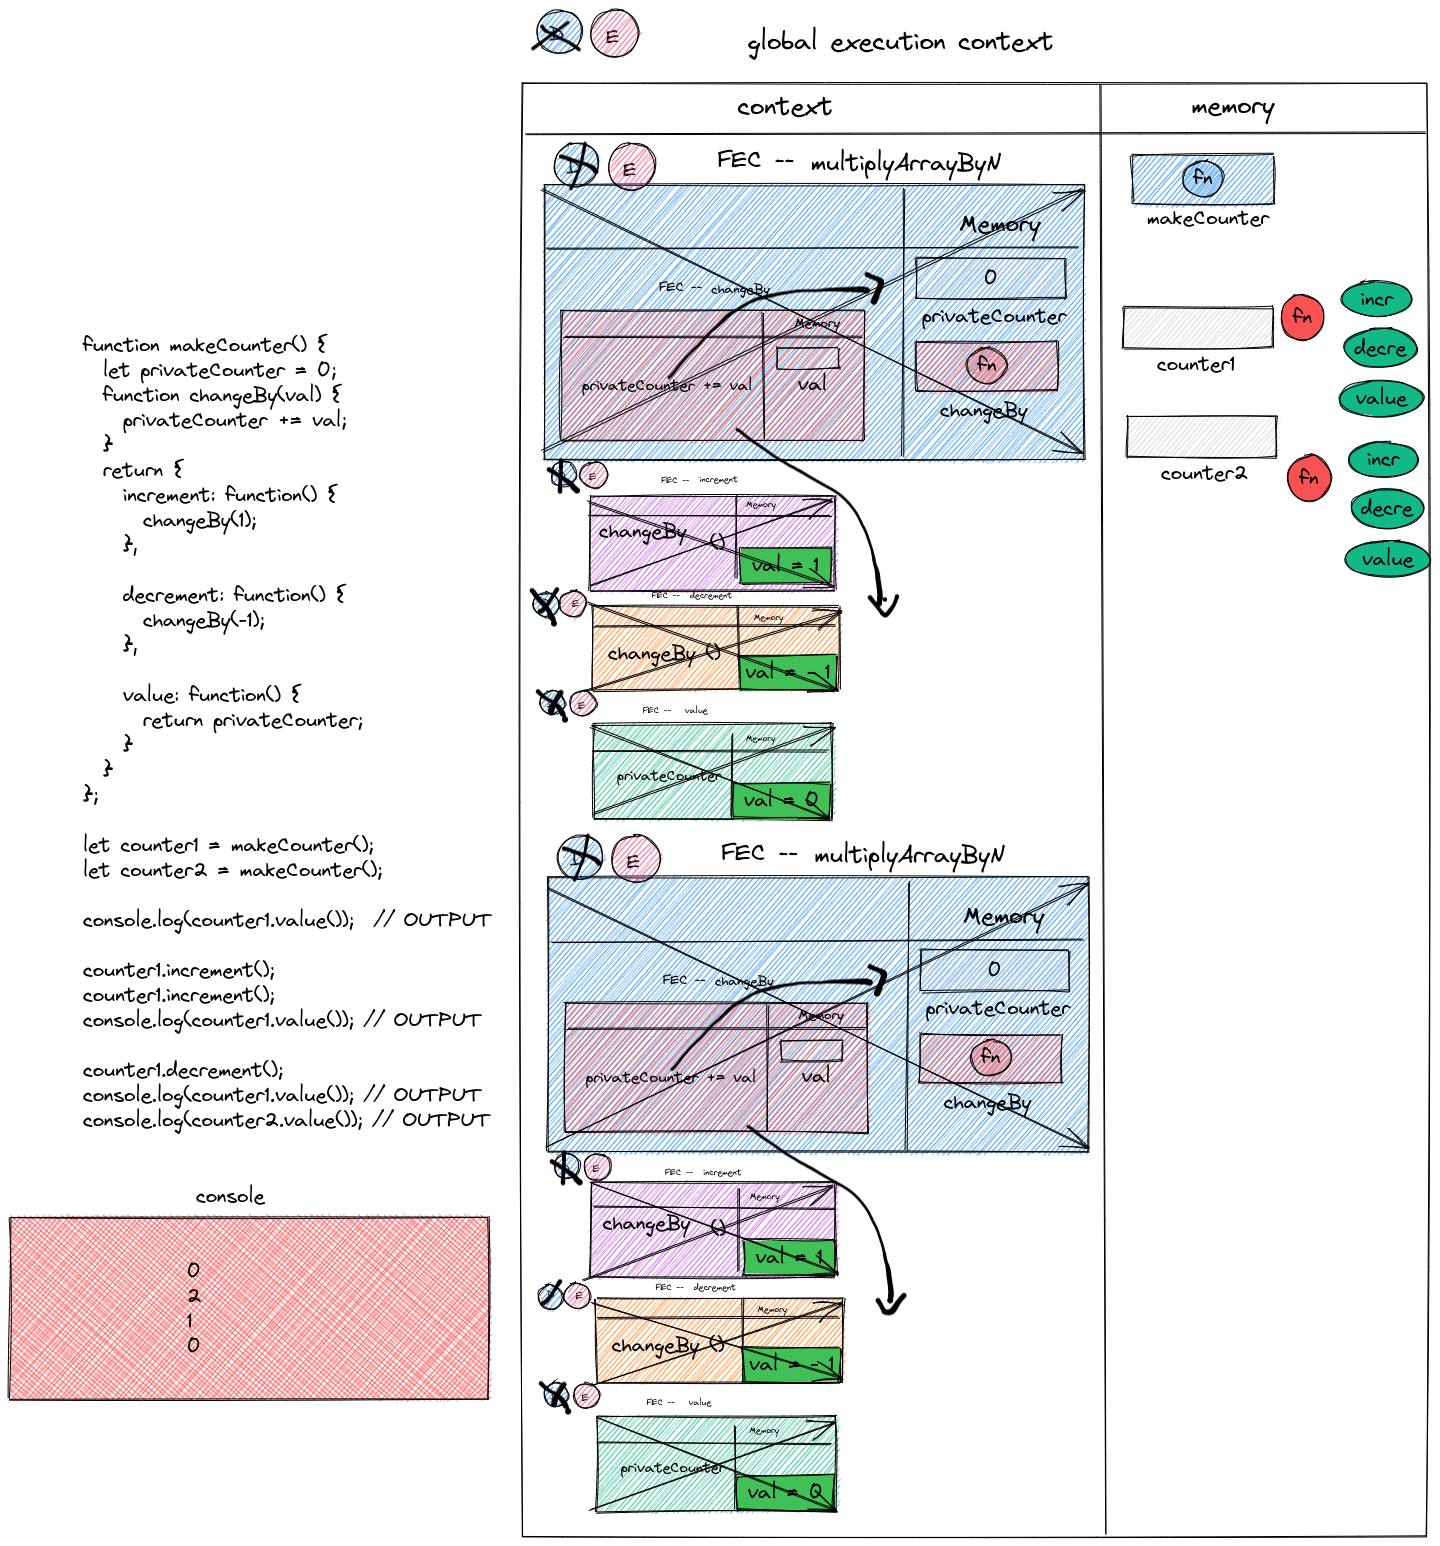 D E global execution context
context
memory
D E FEC -- multiplyArrayByN
Memory
0
privateCounter
fn
changeBy
FEC -- changeBy
Memory
privateCounter += val
val
E FEC -- increment
Memory
changeBy ()
val = 1
E FEC -- decrement
Memory
changeBy ()
val = -1
E FEC -- value
Memory
privateCounter
val = 0
D E FEC -- multiplyArrayByN
Memory
0
privateCounter
fn
changeBy
FEC -- changeBy
Memory
privateCounter += val
val
E FEC -- increment
Memory
changeBy ()
val = 1
E FEC -- decrement
Memory
changeBy ()
val = -1
E FEC -- value
Memory
privateCounter
val = 0
fn
makeCounter
counter1
fn
incr
decre
value
counter2
fn
incr
decre
value
function makeCounter() {
let privateCounter = 0;
function changeBy(val) {
privateCounter += val;
}
return {
increment: function() {
changeBy(1);
},
decrement: function() {
changeBy(-1);
},
value: function() {
return privateCounter;
}
}
};
let counter1 = makeCounter();
let counter2 = makeCounter();
console.log(counter1.value()); // OUTPUT
counter1.increment();
counter1.increment();
console.log(counter1.value()); // OUTPUT
counter1.decrement();
console.log(counter1.value()); // OUTPUT
console.log(counter2.value()); // OUTPUT
console
0
2
1
0